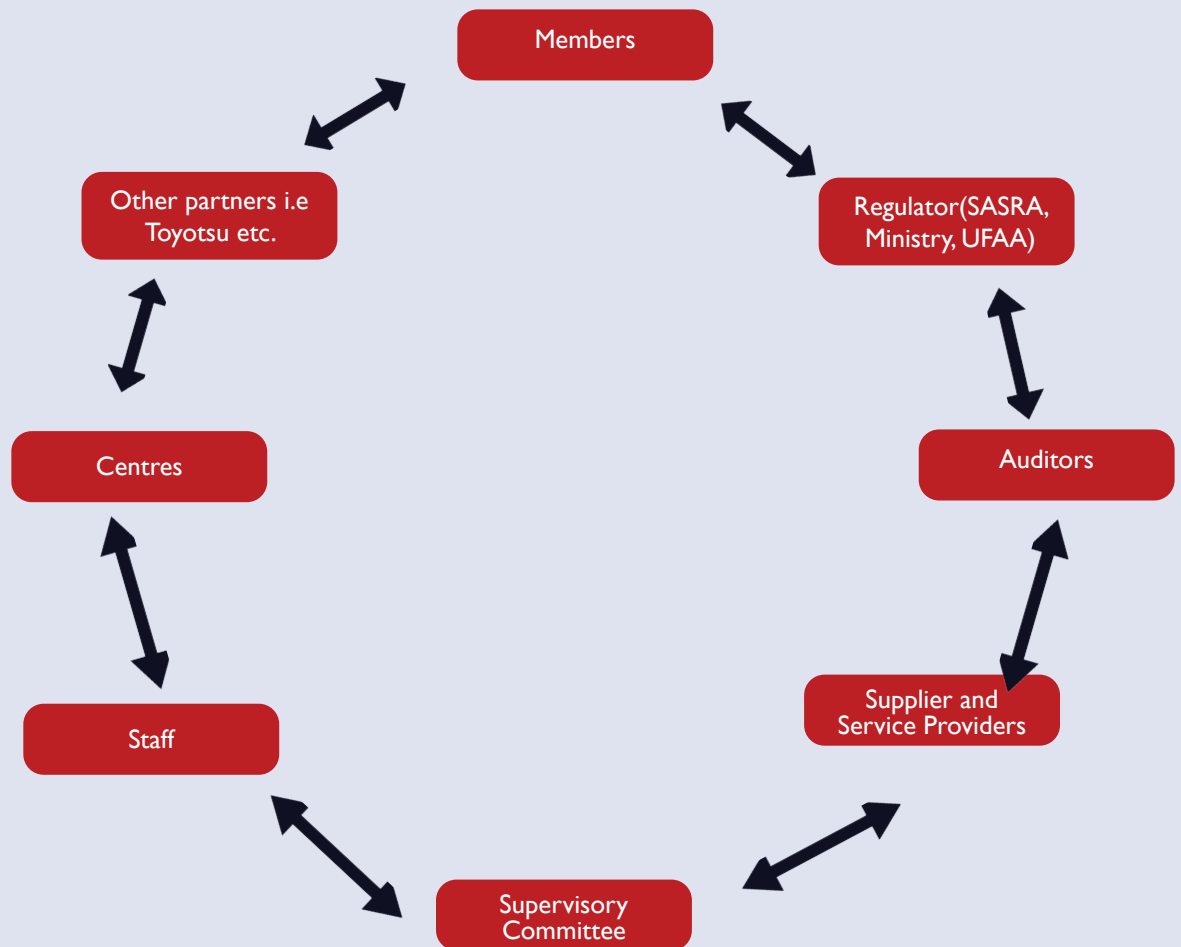 Members
Other partners i.e
Toyotsu etc.
Regulator(SASRA,
Ministry, UFAA)
Centres
Auditors
Staff
Supplier and
Service Providers
Supervisory
Committee